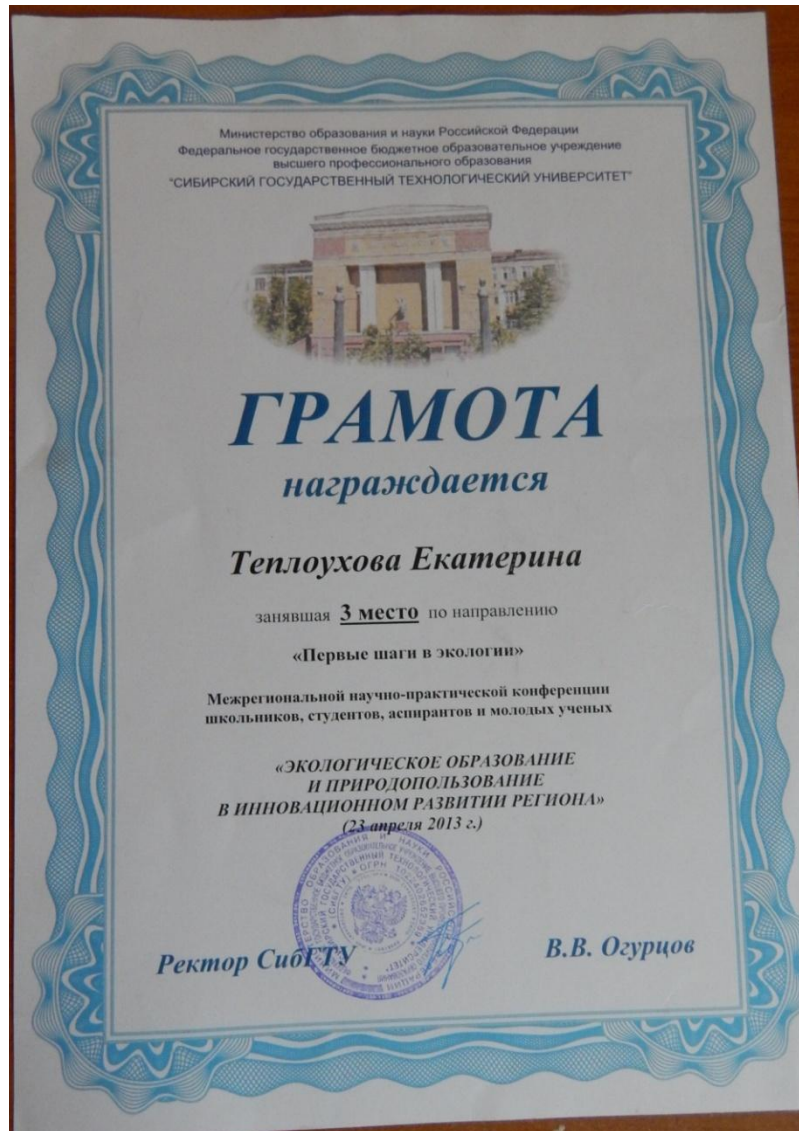 Министерство образования и науки Российской Федерации
Федеральное государственное бюджетное образовательное учреждение
высшего профессионального образования
"СИБИРСКИЙ ГОСУДАРСТВЕННЫЙ ТЕХНОЛОГИЧЕСКИЙ УНИВЕРСИТЕТ"
ГРАМОТА
награждается
Теплоухова Екатерина
занявшая 3 место по направлению
«Первые шаги в экологии»
Межрегиональной научно-практической конференции
школьников, студентов, аспирантов и молодых ученых
«ЭКОЛОГИЧЕСКОЕ ОБРАЗОВАНИЕ
И ПРИРОДОПОЛЬЗОВАНИЕ
В ИННОВАЦИОННОМ РАЗВИТИИ РЕГИОНА»
(23 апреля 2013 г.)
Ректор СибГТУ В.В. Огурцов